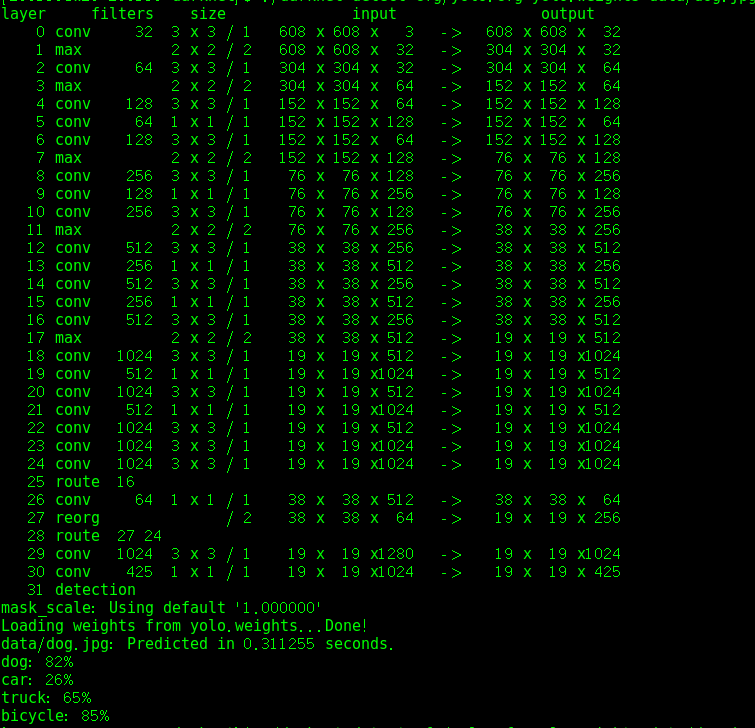 layer     filters    size              input                output
    0 conv     32  3 x 3 / 1   608 x 608 x   3   ->   608 x 608 x  32
    1 max          2 x 2 / 2   608 x 608 x  32   ->   304 x 304 x  32
    2 conv     64  3 x 3 / 1   304 x 304 x  32   ->   304 x 304 x  64
    3 max          2 x 2 / 2   304 x 304 x  64   ->   152 x 152 x  64
    4 conv    128  3 x 3 / 1   152 x 152 x  64   ->   152 x 152 x 128
    5 conv     64  1 x 1 / 1   152 x 152 x 128   ->   152 x 152 x  64
    6 conv    128  3 x 3 / 1   152 x 152 x  64   ->   152 x 152 x 128
    7 max          2 x 2 / 2   152 x 152 x 128   ->    76 x  76 x 128
    8 conv    256  3 x 3 / 1    76 x  76 x 128   ->    76 x  76 x 256
    9 conv    128  1 x 1 / 1    76 x  76 x 256   ->    76 x  76 x 128
   10 conv    256  3 x 3 / 1    76 x  76 x 128   ->    76 x  76 x 256
   11 max          2 x 2 / 2    76 x  76 x 256   ->    38 x  38 x 256
   12 conv    512  3 x 3 / 1    38 x  38 x 256   ->    38 x  38 x 512
   13 conv    256  1 x 1 / 1    38 x  38 x 512   ->    38 x  38 x 256
   14 conv    512  3 x 3 / 1    38 x  38 x 256   ->    38 x  38 x 512
   15 conv    256  1 x 1 / 1    38 x  38 x 512   ->    38 x  38 x 256
   16 conv    512  3 x 3 / 1    38 x  38 x 256   ->    38 x  38 x 512
   17 max          2 x 2 / 2    38 x  38 x 512   ->    19 x  19 x 512
   18 conv   1024  3 x 3 / 1    19 x  19 x 512   ->    19 x  19 x1024
   19 conv    512  1 x 1 / 1    19 x  19 x1024   ->    19 x  19 x 512
   20 conv   1024  3 x 3 / 1    19 x  19 x 512   ->    19 x  19 x1024
   21 conv    512  1 x 1 / 1    19 x  19 x1024   ->    19 x  19 x 512
   22 conv   1024  3 x 3 / 1    19 x  19 x 512   ->    19 x  19 x1024
   23 conv   1024  3 x 3 / 1    19 x  19 x1024   ->    19 x  19 x1024
   24 conv   1024  3 x 3 / 1    19 x  19 x1024   ->    19 x  19 x1024
   25 route  16
   26 conv     64  1 x 1 / 1    38 x  38 x 512   ->    38 x  38 x  64
   27 reorg              / 2    38 x  38 x  64   ->    19 x  19 x 256
   28 route  27 24
   29 conv   1024  3 x 3 / 1    19 x  19 x1280   ->    19 x  19 x1024
   30 conv    425  1 x 1 / 1    19 x  19 x1024   ->    19 x  19 x 425
   31 detection
mask_scale: Using default '1.000000'
Loading weights from yolo.weights...Done!
data/dog.jpg: Predicted in 0.311255 seconds.
dog: 82%
car: 26%
truck: 65%
bicycle: 85%